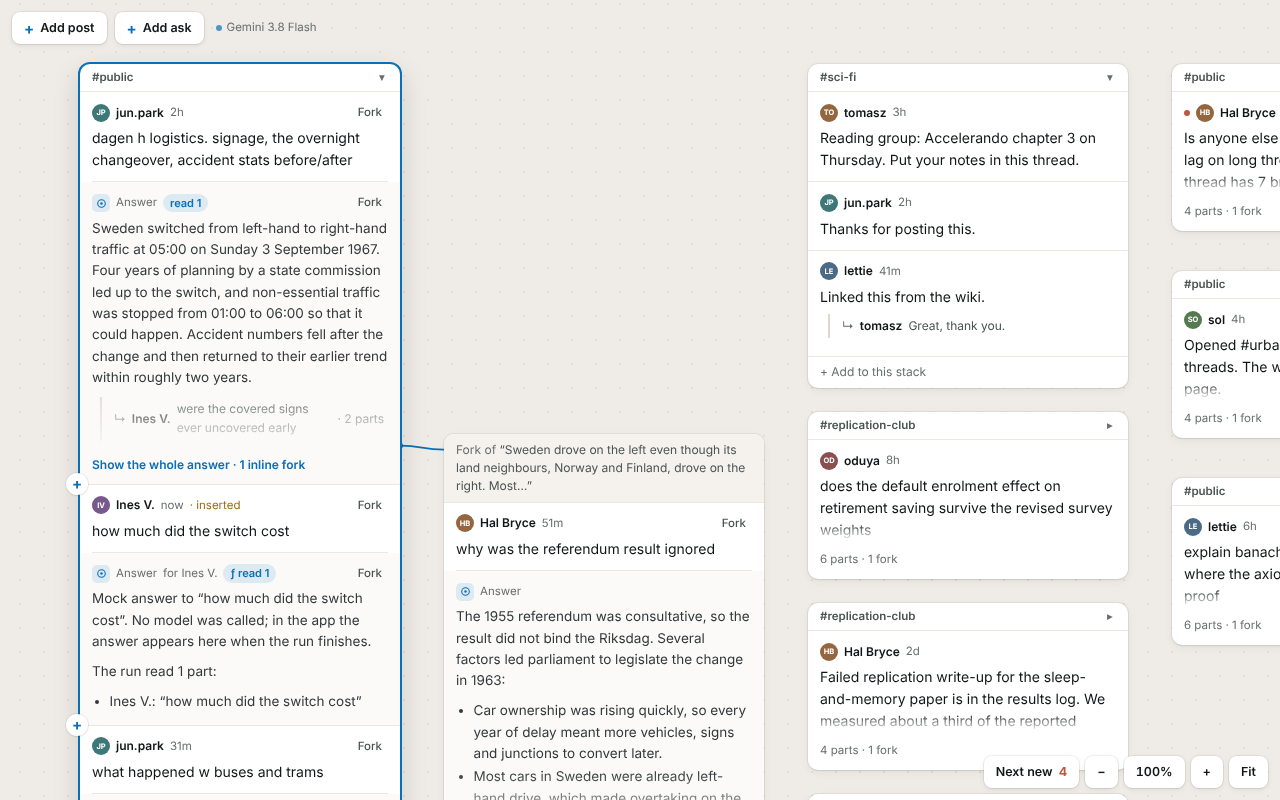 + Add post
+ Add ask
Gemini 3.8 Flash
#public
JP jun.park 2h Fork
dagen h logistics. signage, the overnight
changeover, accident stats before/after
Answer read 1 Fork
Sweden switched from left-hand to right-hand
traffic at 05:00 on Sunday 3 September 1967.
Four years of planning by a state commission
led up to the switch, and non-essential traffic
was stopped from 01:00 to 06:00 so that it
could happen. Accident numbers fell after the
change and then returned to their earlier trend
within roughly two years.
↳ Ines V. were the covered signs · 2 parts
ever uncovered early
Show the whole answer · 1 inline fork
+
IV Ines V. now · inserted Fork
how much did the switch cost
Answer for Ines V. ƒ read 1 Fork
Mock answer to “how much did the switch
cost”. No model was called; in the app the
answer appears here when the run finishes.
The run read 1 part:
• Ines V.: “how much did the switch cost”
+
JP jun.park 31m Fork
what happened w buses and trams
Fork of “Sweden drove on the left even though its
land neighbours, Norway and Finland, drove on the
right. Most...”
HB Hal Bryce 51m Fork
why was the referendum result ignored
Answer
The 1955 referendum was consultative, so the
result did not bind the Riksdag. Several
factors led parliament to legislate the change
in 1963:
• Car ownership was rising quickly, so every
year of delay meant more vehicles, signs
and junctions to convert later.
• Most cars in Sweden were already left-
hand drive, which made overtaking on the
#sci-fi
TO tomasz 3h
Reading group: Accelerando chapter 3 on
Thursday. Put your notes in this thread.
JP jun.park 2h
Thanks for posting this.
LE lettie 41m
Linked this from the wiki.
↳ tomasz Great, thank you.
+ Add to this stack
#replication-club
OD oduya 8h
does the default enrolment effect on
retirement saving survive the revised survey
weights
6 parts · 1 fork
#replication-club
HB Hal Bryce 2d
Failed replication write-up for the sleep-
and-memory paper is in the results log. We
measured about a third of the reported
4 parts · 1 fork
#public
HB Hal Bryce
Is anyone else
lag on long thr
thread has 7 b
4 parts · 1 fork
#public
SO sol 4h
Opened #urba
threads. The w
page.
4 parts · 1 fork
#public
LE lettie 6h
explain banach
where the axio
proof
6 parts · 1 fork
Next new 4
−
100%
+
Fit